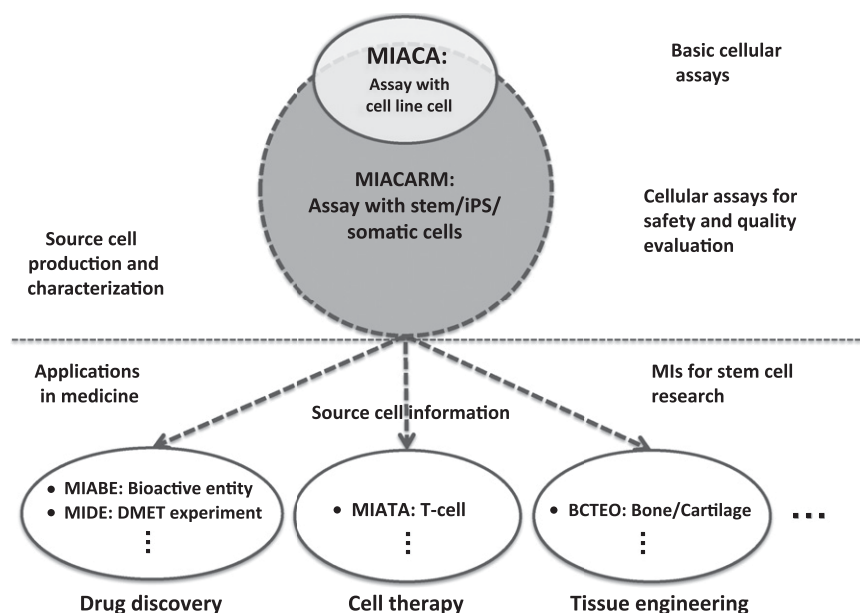 MIACA:
Assay with
cell line cell
Basic cellular
assays
MIACARM:
Assay with stem/iPS/
somatic cells
Cellular assays for
safety and quality
evaluation
Source cell
production and
characterization
Applications
in medicine
MIs for stem cell
research
Source cell information
• MIABE: Bioactive entity
• MIDE: DMET experiment
⋮
• MIATA: T-cell
⋮
• BCTEO: Bone/Cartilage
⋮
...
Drug discovery
Cell therapy
Tissue engineering